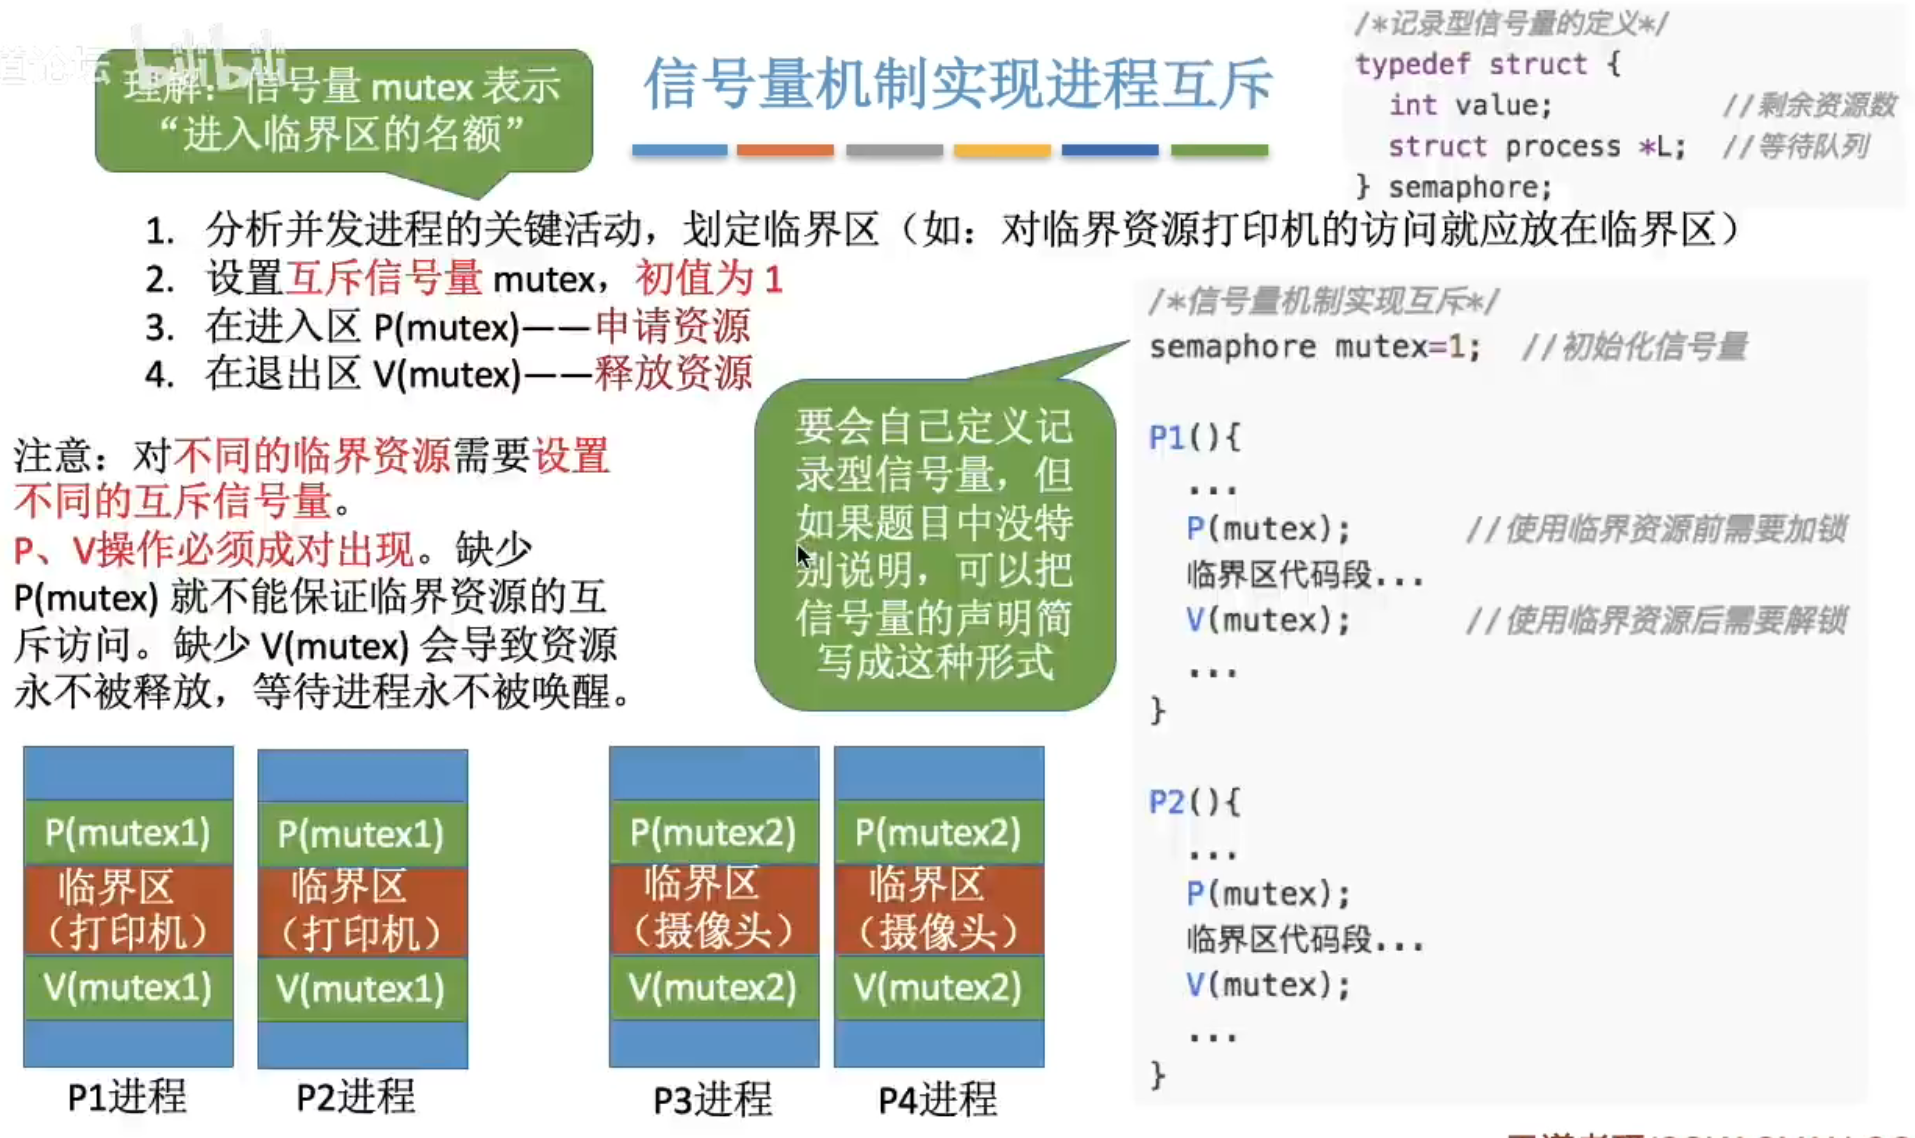 道论坛 bilibili
理解：信号量 mutex 表示
“进入临界区的名额”
信号量机制实现进程互斥
/*记录型信号量的定义*/
typedef struct {
int value; //剩余资源数
struct process *L; //等待队列
} semaphore;
1. 分析并发进程的关键活动，划定临界区（如：对临界资源打印机的访问就应放在临界区）
2. 设置互斥信号量 mutex，初值为 1
3. 在进入区 P(mutex)——申请资源
4. 在退出区 V(mutex)——释放资源
注意：对不同的临界资源需要设置
不同的互斥信号量。
P、V操作必须成对出现。缺少
P(mutex) 就不能保证临界资源的互
斥访问。缺少 V(mutex) 会导致资源
永不被释放，等待进程永不被唤醒。
要会自己定义记
录型信号量，但
如果题目中没特
别说明，可以把
信号量的声明简
写成这种形式
/*信号量机制实现互斥*/
semaphore mutex=1; //初始化信号量
P1(){
...
P(mutex); //使用临界资源前需要加锁
临界区代码段...
V(mutex); //使用临界资源后需要解锁
...
}
P2(){
...
P(mutex);
临界区代码段...
V(mutex);
...
}
P(mutex1)
临界区
（打印机）
V(mutex1)
P1进程
P(mutex1)
临界区
（打印机）
V(mutex1)
P2进程
P(mutex2)
临界区
（摄像头）
V(mutex2)
P3进程
P(mutex2)
临界区
（摄像头）
V(mutex2)
P4进程